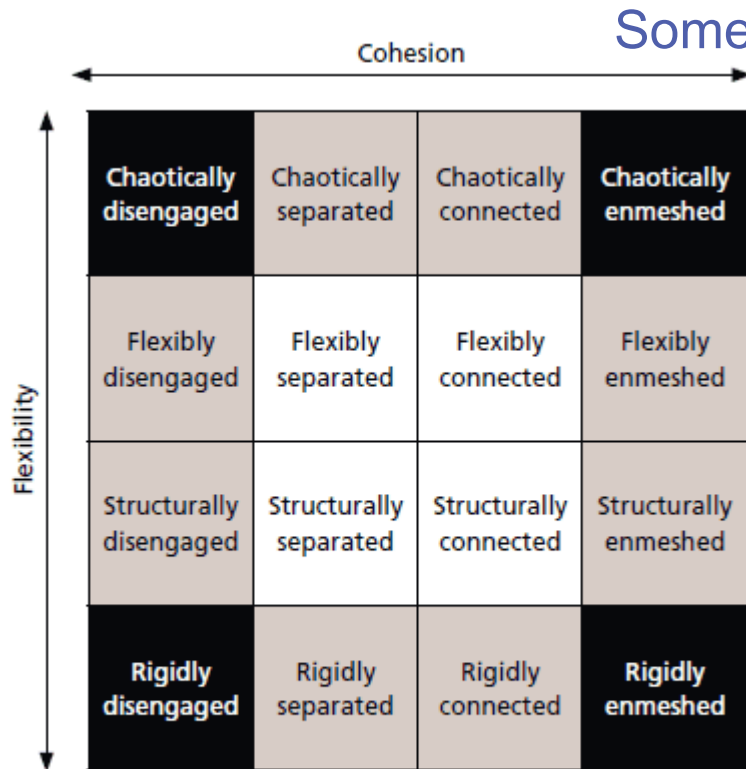 Some
Cohesion
Flexibility
Chaotically
disengaged
Chaotically
separated
Chaotically
connected
Chaotically
enmeshed
Flexibly
disengaged
Flexibly
separated
Flexibly
connected
Flexibly
enmeshed
Structurally
disengaged
Structurally
separated
Structurally
connected
Structurally
enmeshed
Rigidly
disengaged
Rigidly
separated
Rigidly
connected
Rigidly
enmeshed